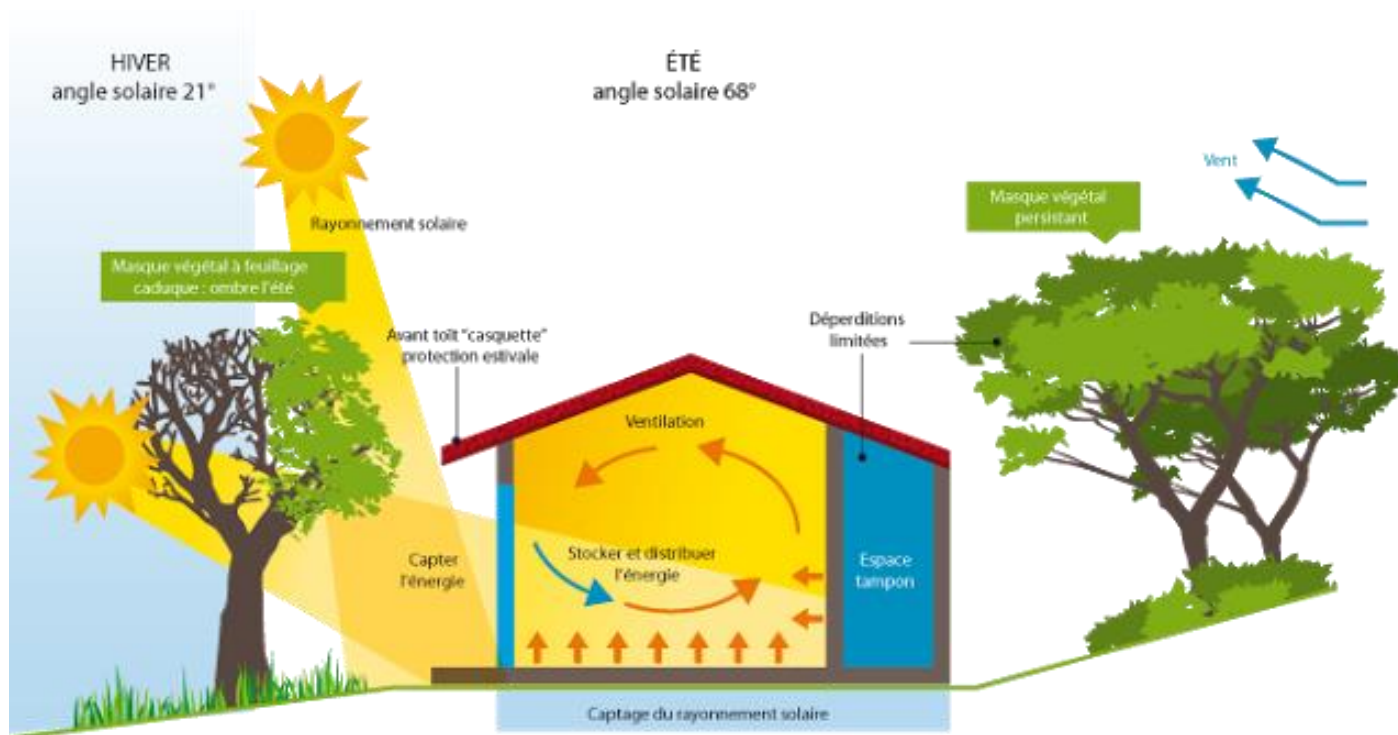 HIVER
angle solaire 21°
ÉTÉ
angle solaire 68°
Vent
Masque végétal
persistant
Rayonnement solaire
Masque végétal à feuillage
caduque : ombre l'été
Avant toît "casquette"
protection estivale
Déperditions
limitées
Ventilation
Capter
l'énergie
Stocker et distribuer
l'énergie
Espace
tampon
Captage du rayonnement solaire